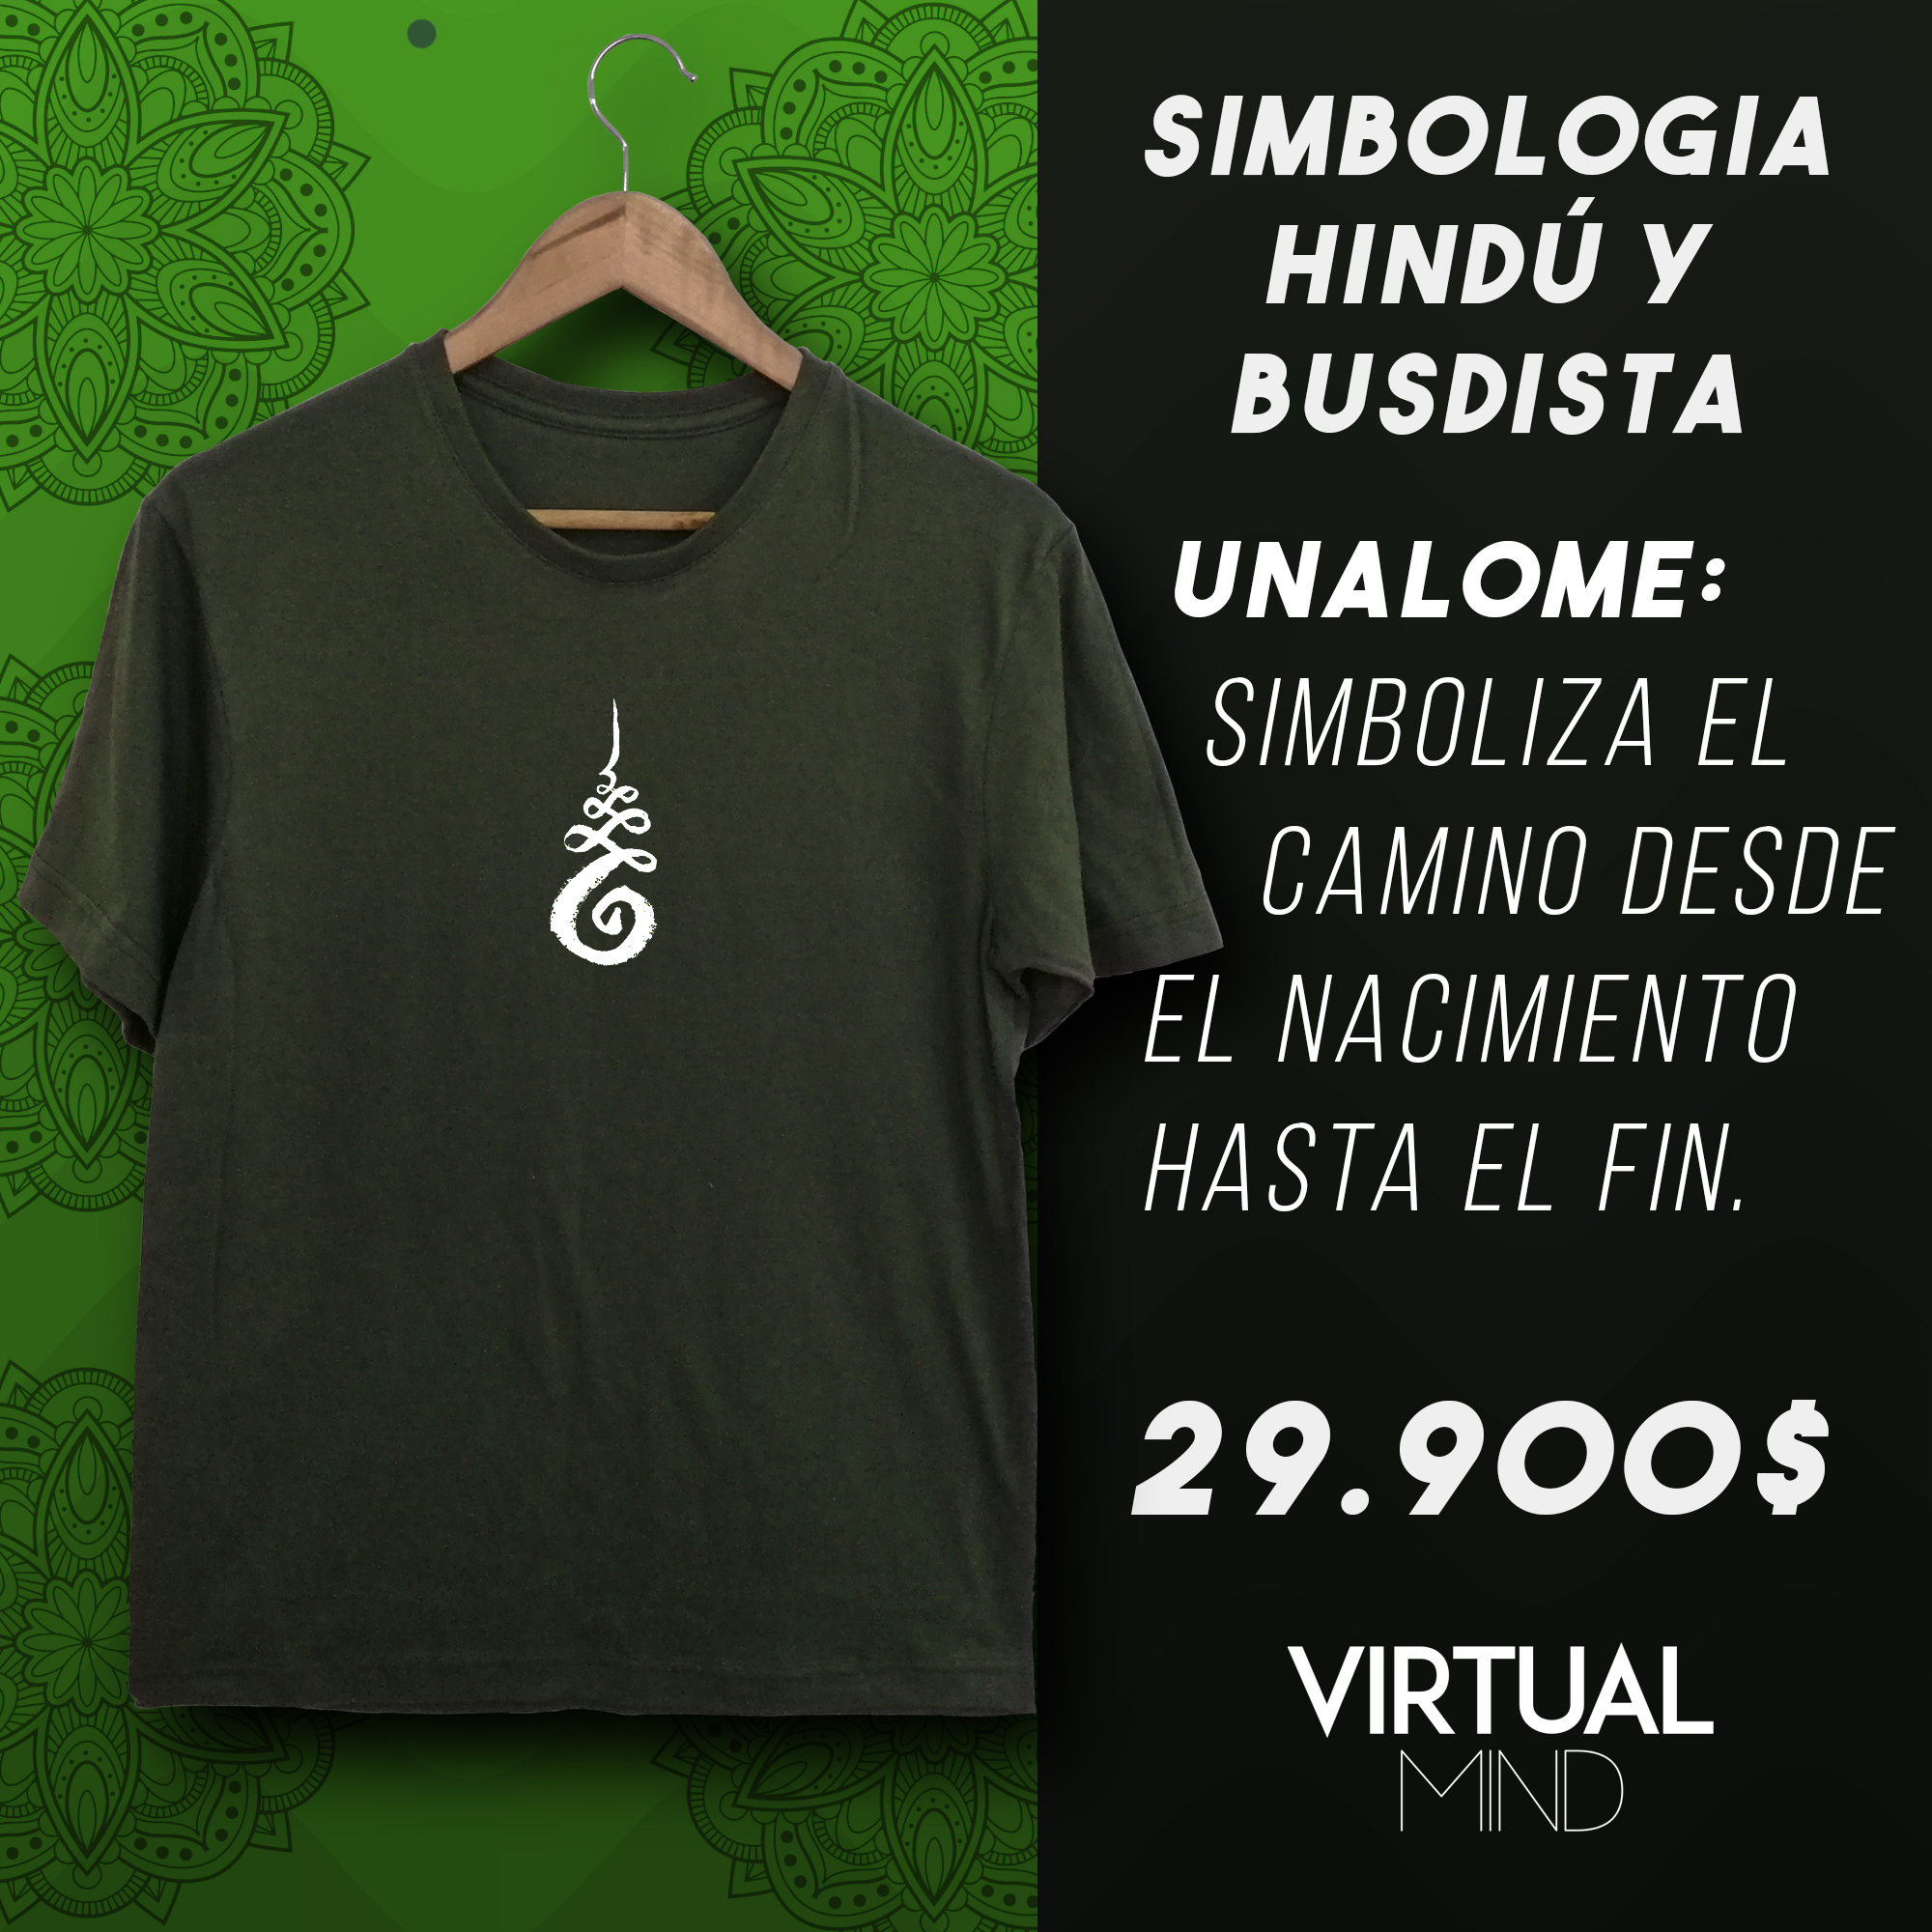 SIMBOLOGIA
HINDÚ Y
BUSDISTA
UNALOME:
SIMBOLIZA EL
CAMINO DESDE
EL NACIMIENTO
HASTA EL FIN.
29.900$
VIRTUAL
MIND